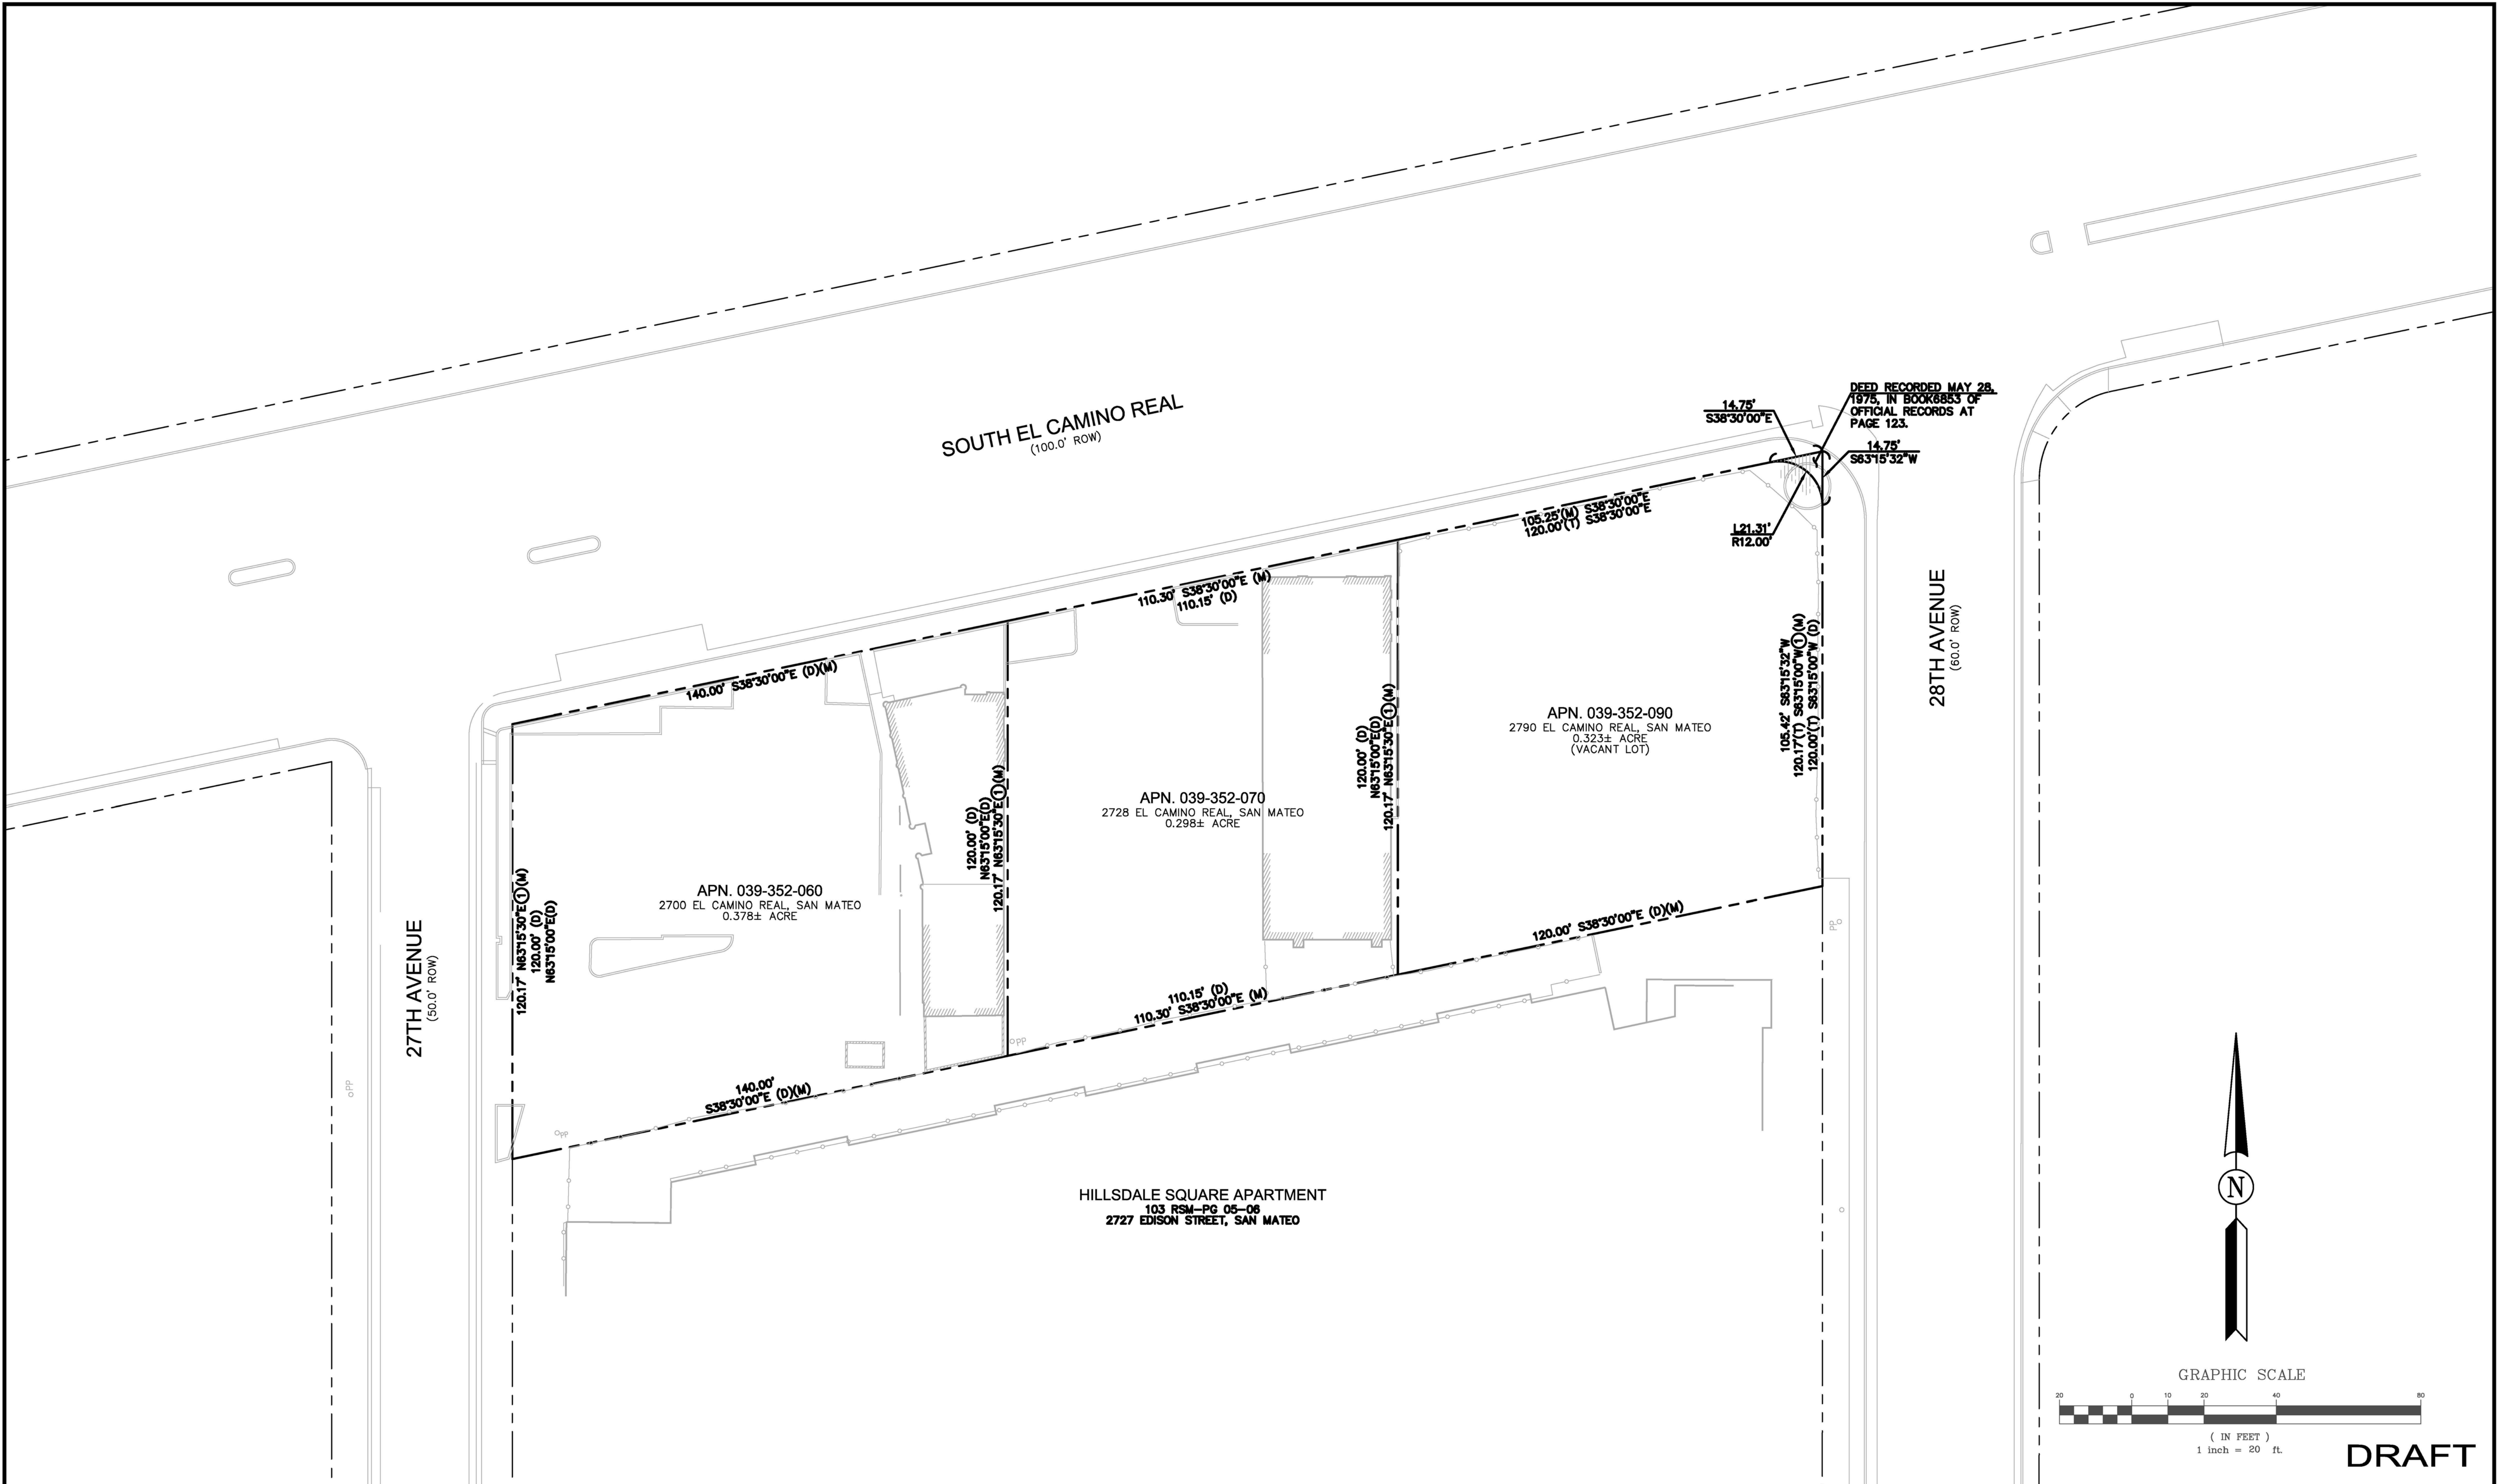 SOUTH EL CAMINO REAL
(100.0' ROW)
14.75'
S38°30'00"E
DEED RECORDED MAY 28,
1975, IN BOOK6853 OF
OFFICIAL RECORDS AT
PAGE 123.
14.75'
S63°15'32"W
L21.31'
R12.00'
105.25'(M) S38°30'00"E
120.00'(T) S38°30'00"E
110.30' S38°30'00"E (M)
110.15' (D)
140.00' S38°30'00"E (D)(M)
28TH AVENUE
(60.0' ROW)
105.42' S63°15'32"W
120.17'(T) S63°15'00"W①(M)
120.00'(T) S63°15'00"W (D)
APN. 039-352-090
2790 EL CAMINO REAL, SAN MATEO
0.323± ACRE
(VACANT LOT)
120.00' (D)
N63°15'00"E(D)
120.17' N63°15'30"E①(M)
APN. 039-352-070
2728 EL CAMINO REAL, SAN MATEO
0.298± ACRE
120.00' (D)
N63°15'00"E(D)
120.17' N63°15'30"E①(M)
APN. 039-352-060
2700 EL CAMINO REAL, SAN MATEO
0.378± ACRE
120.17' N63°15'30"E①(M)
120.00' (D)
N63°15'00"E(D)
27TH AVENUE
(50.0' ROW)
120.00' S38°30'00"E (D)(M)
110.15' (D)
110.30' S38°30'00"E (M)
140.00'
S38°30'00"E (D)(M)
PP
PP
PP
PP
HILLSDALE SQUARE APARTMENT
103 RSM-PG 05-06
2727 EDISON STREET, SAN MATEO
N
GRAPHIC SCALE
20 0 10 20 40 80
( IN FEET )
1 inch = 20 ft.
DRAFT